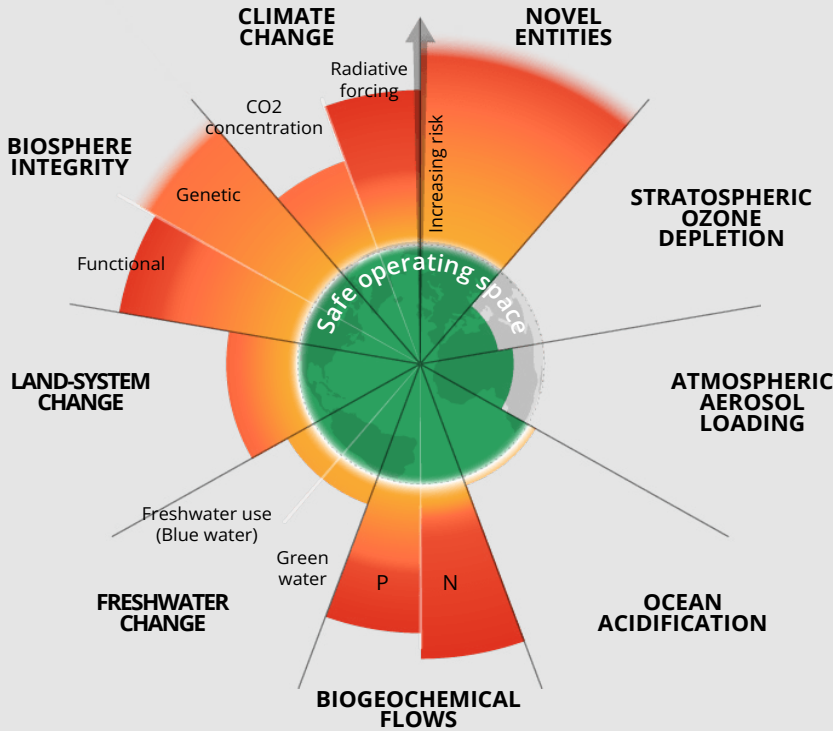 CLIMATE
CHANGE
NOVEL
ENTITIES
Radiative
forcing
CO2
concentration
Increasing risk
BIOSPHERE
INTEGRITY
Genetic
Functional
STRATOSPHERIC
OZONE
DEPLETION
Safe operating space
LAND-SYSTEM
CHANGE
ATMOSPHERIC
AEROSOL
LOADING
Freshwater use
(Blue water)
Green
water
P
N
FRESHWATER
CHANGE
OCEAN
ACIDIFICATION
BIOGEOCHEMICAL
FLOWS